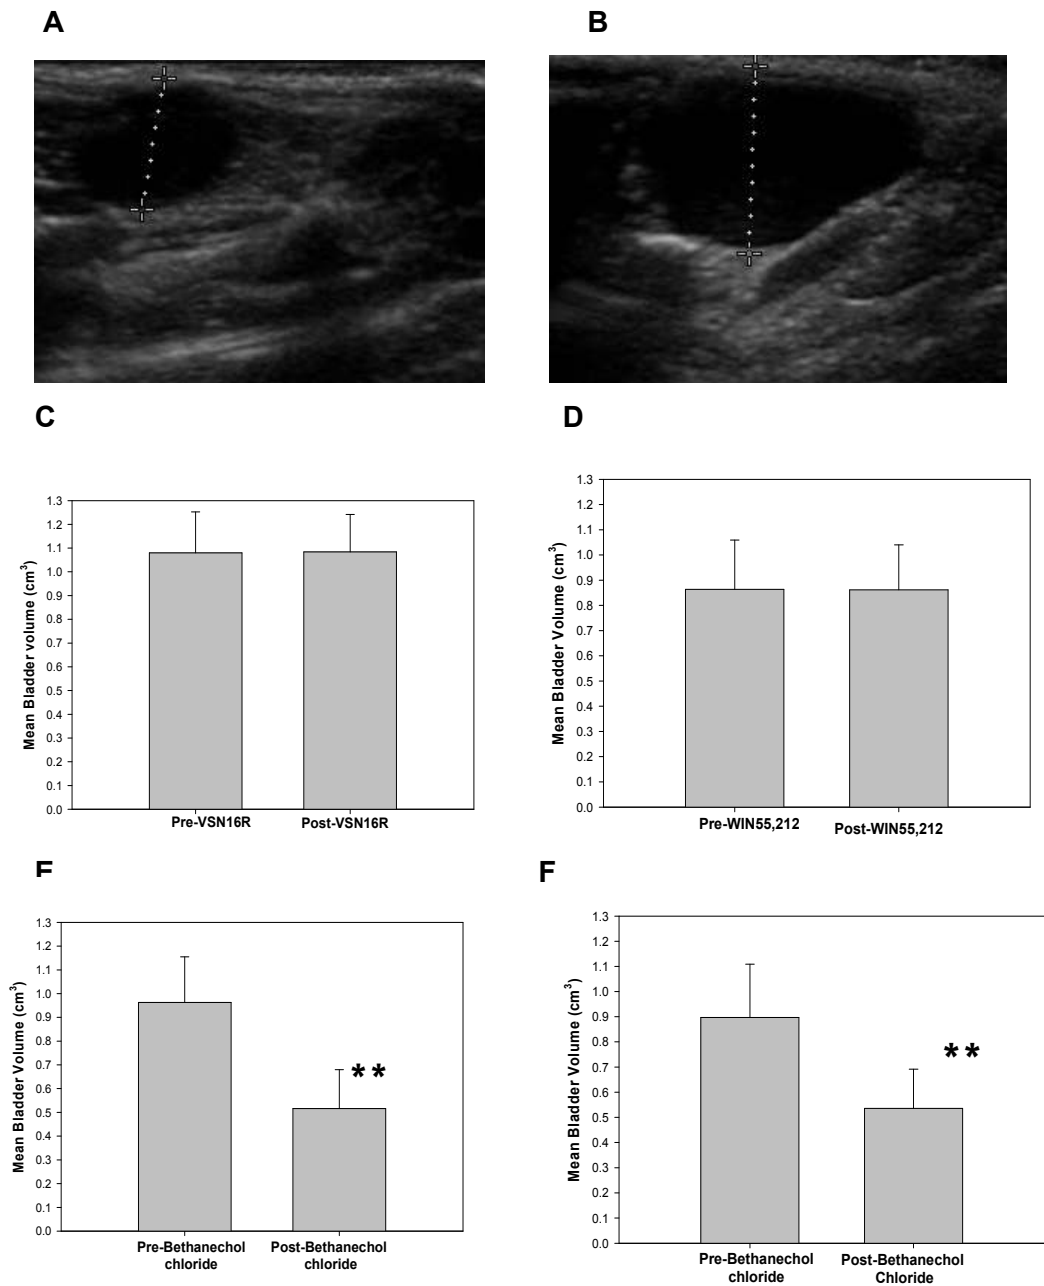 A
B
C
D
1.3
1.2
1.1
1.0
0.9
0.8
0.7
0.6
0.5
0.4
0.3
0.2
0.1
0.0
Mean Bladder volume (cm³)
Pre-VSN16R
Post-VSN16R
1.3
1.2
1.1
1.0
0.9
0.8
0.7
0.6
0.5
0.4
0.3
0.2
0.1
0.0
Mean Bladder Volume (cm³)
Pre-WIN55,212
Post-WIN55,212
E
F
1.3
1.2
1.1
1.0
0.9
0.8
0.7
0.6
0.5
0.4
0.3
0.2
0.1
0.0
Mean Bladder Volume (cm³)
**
Pre-Bethanechol
chloride
Post-Bethanechol
chloride
1.3
1.2
1.1
1.0
0.9
0.8
0.7
0.6
0.5
0.4
0.3
0.2
0.1
0.0
Mean Bladder Volume (cm³)
**
Pre-Bethanechol
chloride
Post-Bethanechol
Chloride